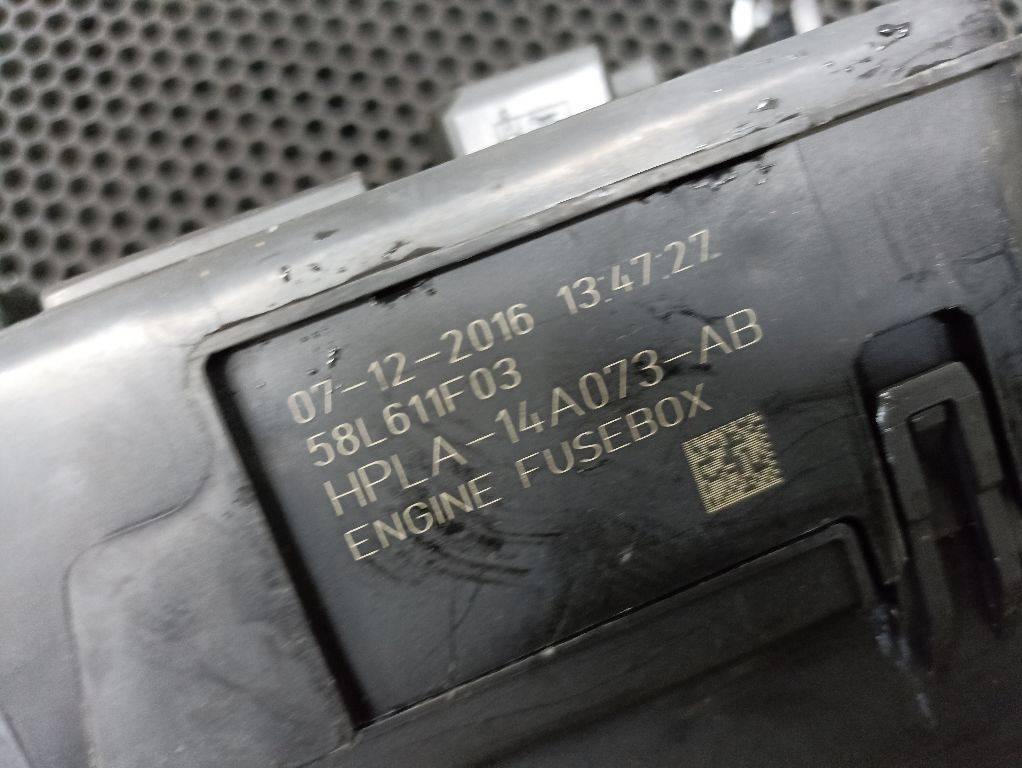 07-12-2016 13:47:27
58L611F03
HPLA-14A073-AB
ENGINE FUSEBOX